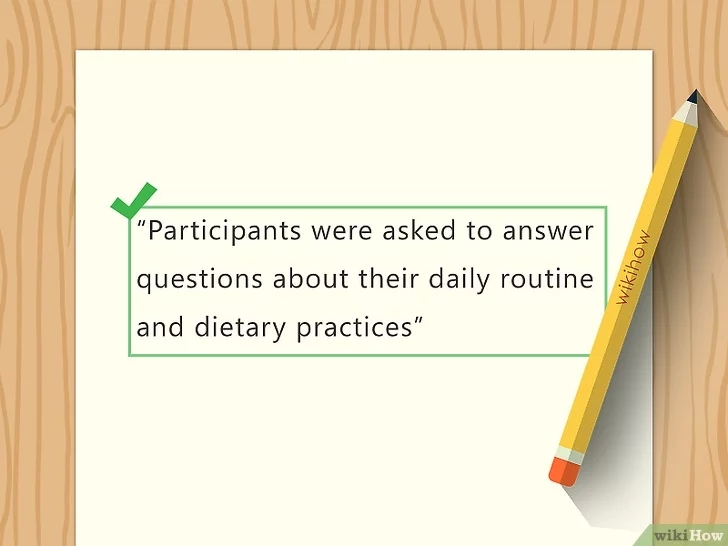 “Participants were asked to answer
questions about their daily routine
and dietary practices”
wikihow
wikiHow